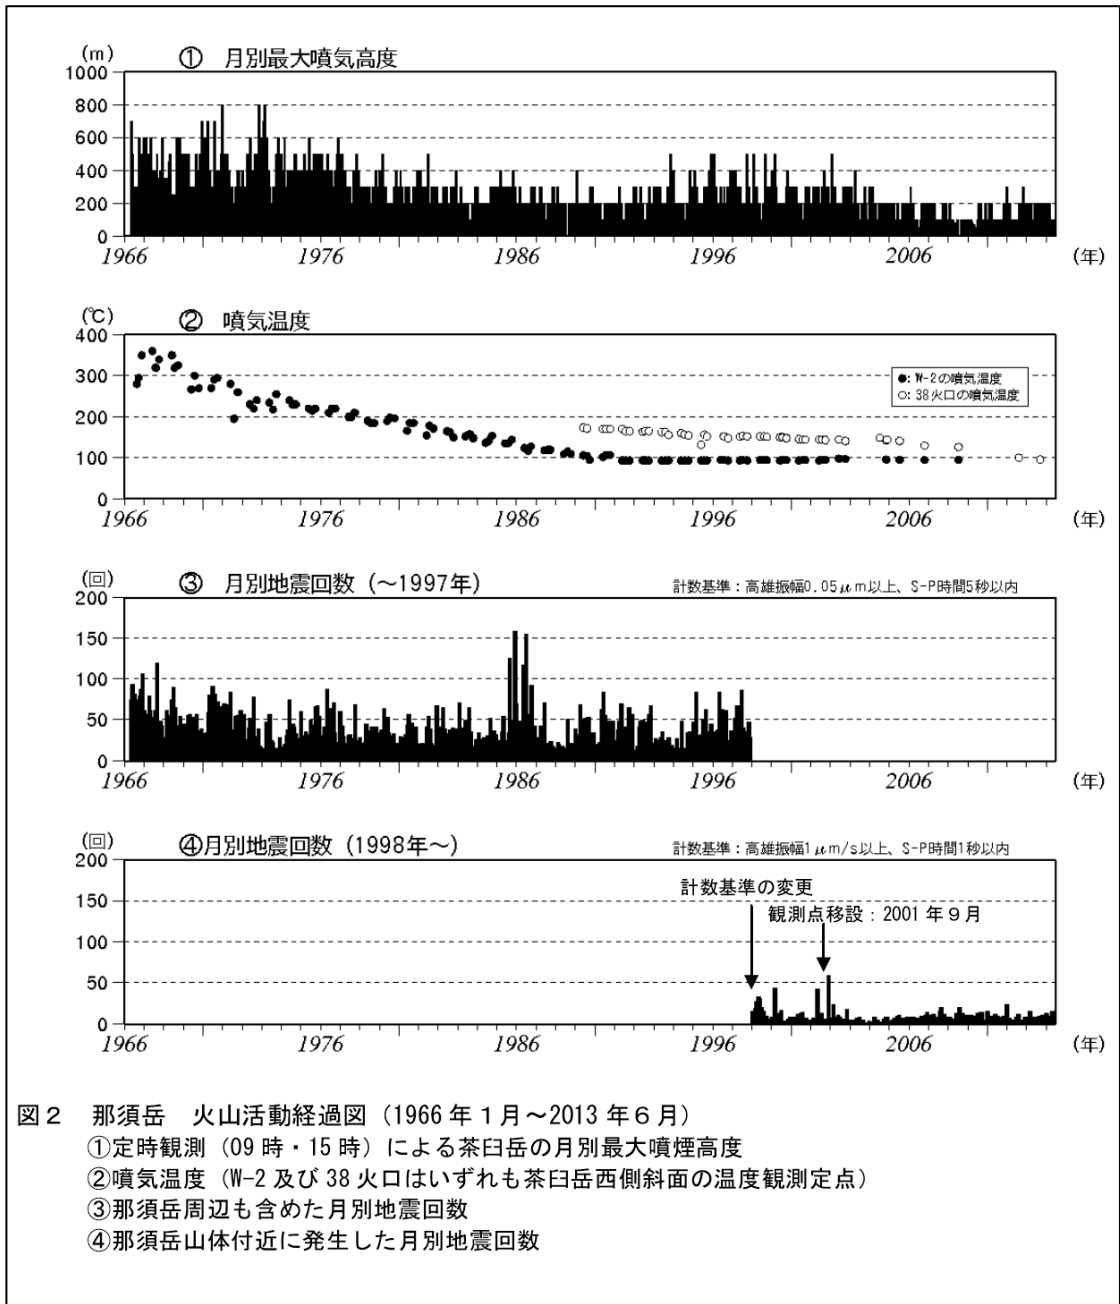 (m)
① 月別最大噴気高度
1000
800
600
400
200
0
1966 1976 1986 1996 2006 (年)
(℃)
② 噴気温度
400
300
200
100
0
●: W-2の噴気温度
○: 38火口の噴気温度
1966 1976 1986 1996 2006 (年)
(回)
③ 月別地震回数（～1997年） 計数基準：高雄振幅0.05μm以上、S-P時間5秒以内
200
150
100
50
0
1966 1976 1986 1996 2006 (年)
(回)
④月別地震回数（1998年～） 計数基準：高雄振幅1μm/s以上、S-P時間1秒以内
200
150
100
50
0
計数基準の変更
観測点移設：2001年９月
1966 1976 1986 1996 2006 (年)
図２ 那須岳 火山活動経過図（1966年１月～2013年６月）
①定時観測（09時・15時）による茶臼岳の月別最大噴煙高度
②噴気温度（W-2及び38火口はいずれも茶臼岳西側斜面の温度観測定点）
③那須岳周辺も含めた月別地震回数
④那須岳山体付近に発生した月別地震回数